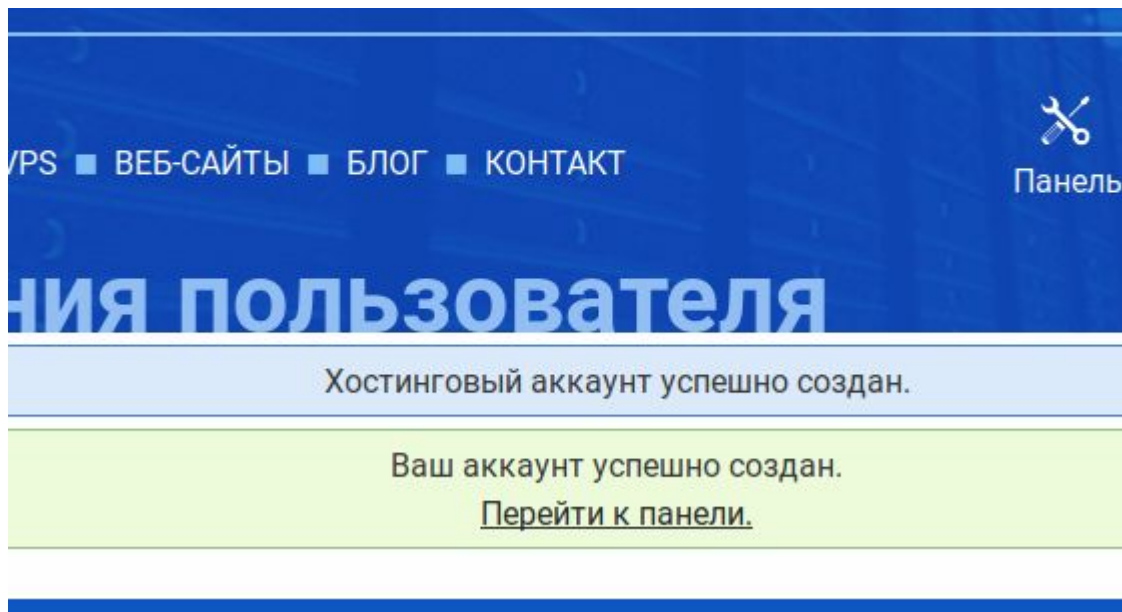 VPS ■ ВЕБ-САЙТЫ ■ БЛОГ ■ КОНТАКТ
Панель
ния пользователя
Хостинговый аккаунт успешно создан.
Ваш аккаунт успешно создан.
Перейти к панели.